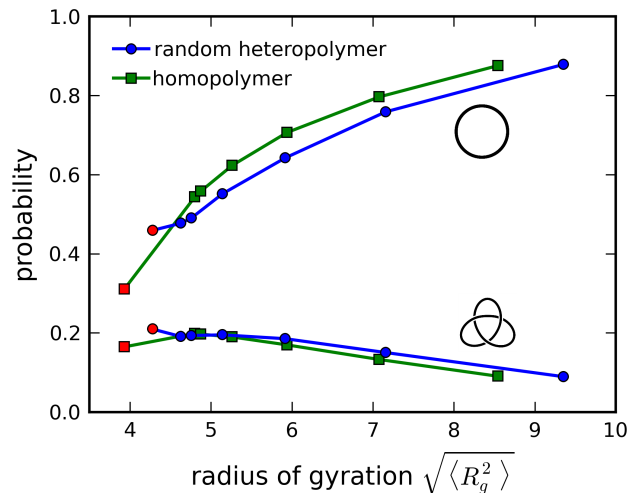 1.0
0.8
0.6
0.4
0.2
0.0
probability
random heteropolymer
homopolymer
4 5 6 7 8 9 10
radius of gyration √⟨R_g^2⟩